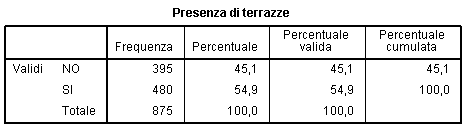 Presenza di terrazze
Frequenza Percentuale Percentuale valida Percentuale cumulata
Validi NO 395 45,1 45,1 45,1
SI 480 54,9 54,9 100,0
Totale 875 100,0 100,0